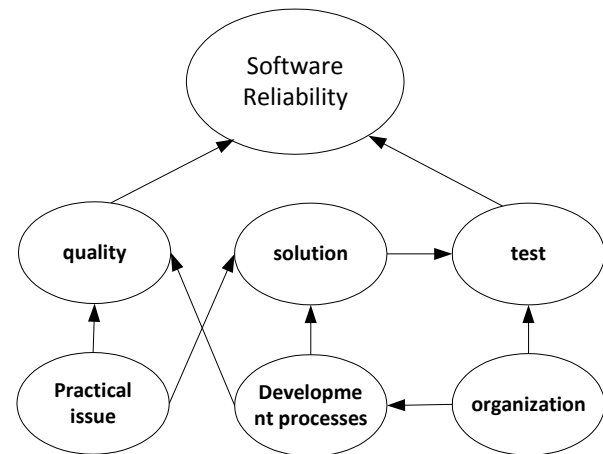 Software
Reliability
quality
solution
test
Practical
issue
Developme
nt processes
organization